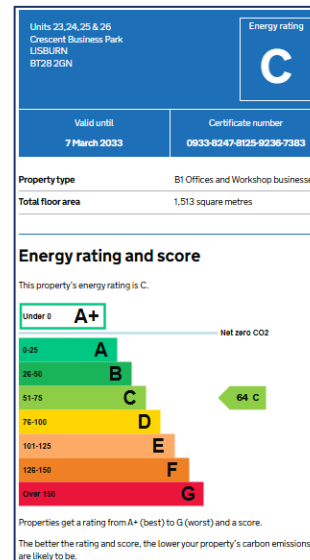 Units 23,24,25 & 26
Crescent Business Park
LISBURN
BT28 2GN
Energy rating
C
Valid until
7 March 2033
Certificate number
0933-8247-8125-9236-7383
Property type
B1 Offices and Workshop businesse
Total floor area
1,513 square metres
Energy rating and score
This property's energy rating is C.
Under 0 A+
Net zero CO2
0-25 A
26-50 B
51-75 C
64 C
76-100 D
101-125 E
126-150 F
Over 150 G
Properties get a rating from A+ (best) to G (worst) and a score.
The better the rating and score, the lower your property's carbon emissions
are likely to be.